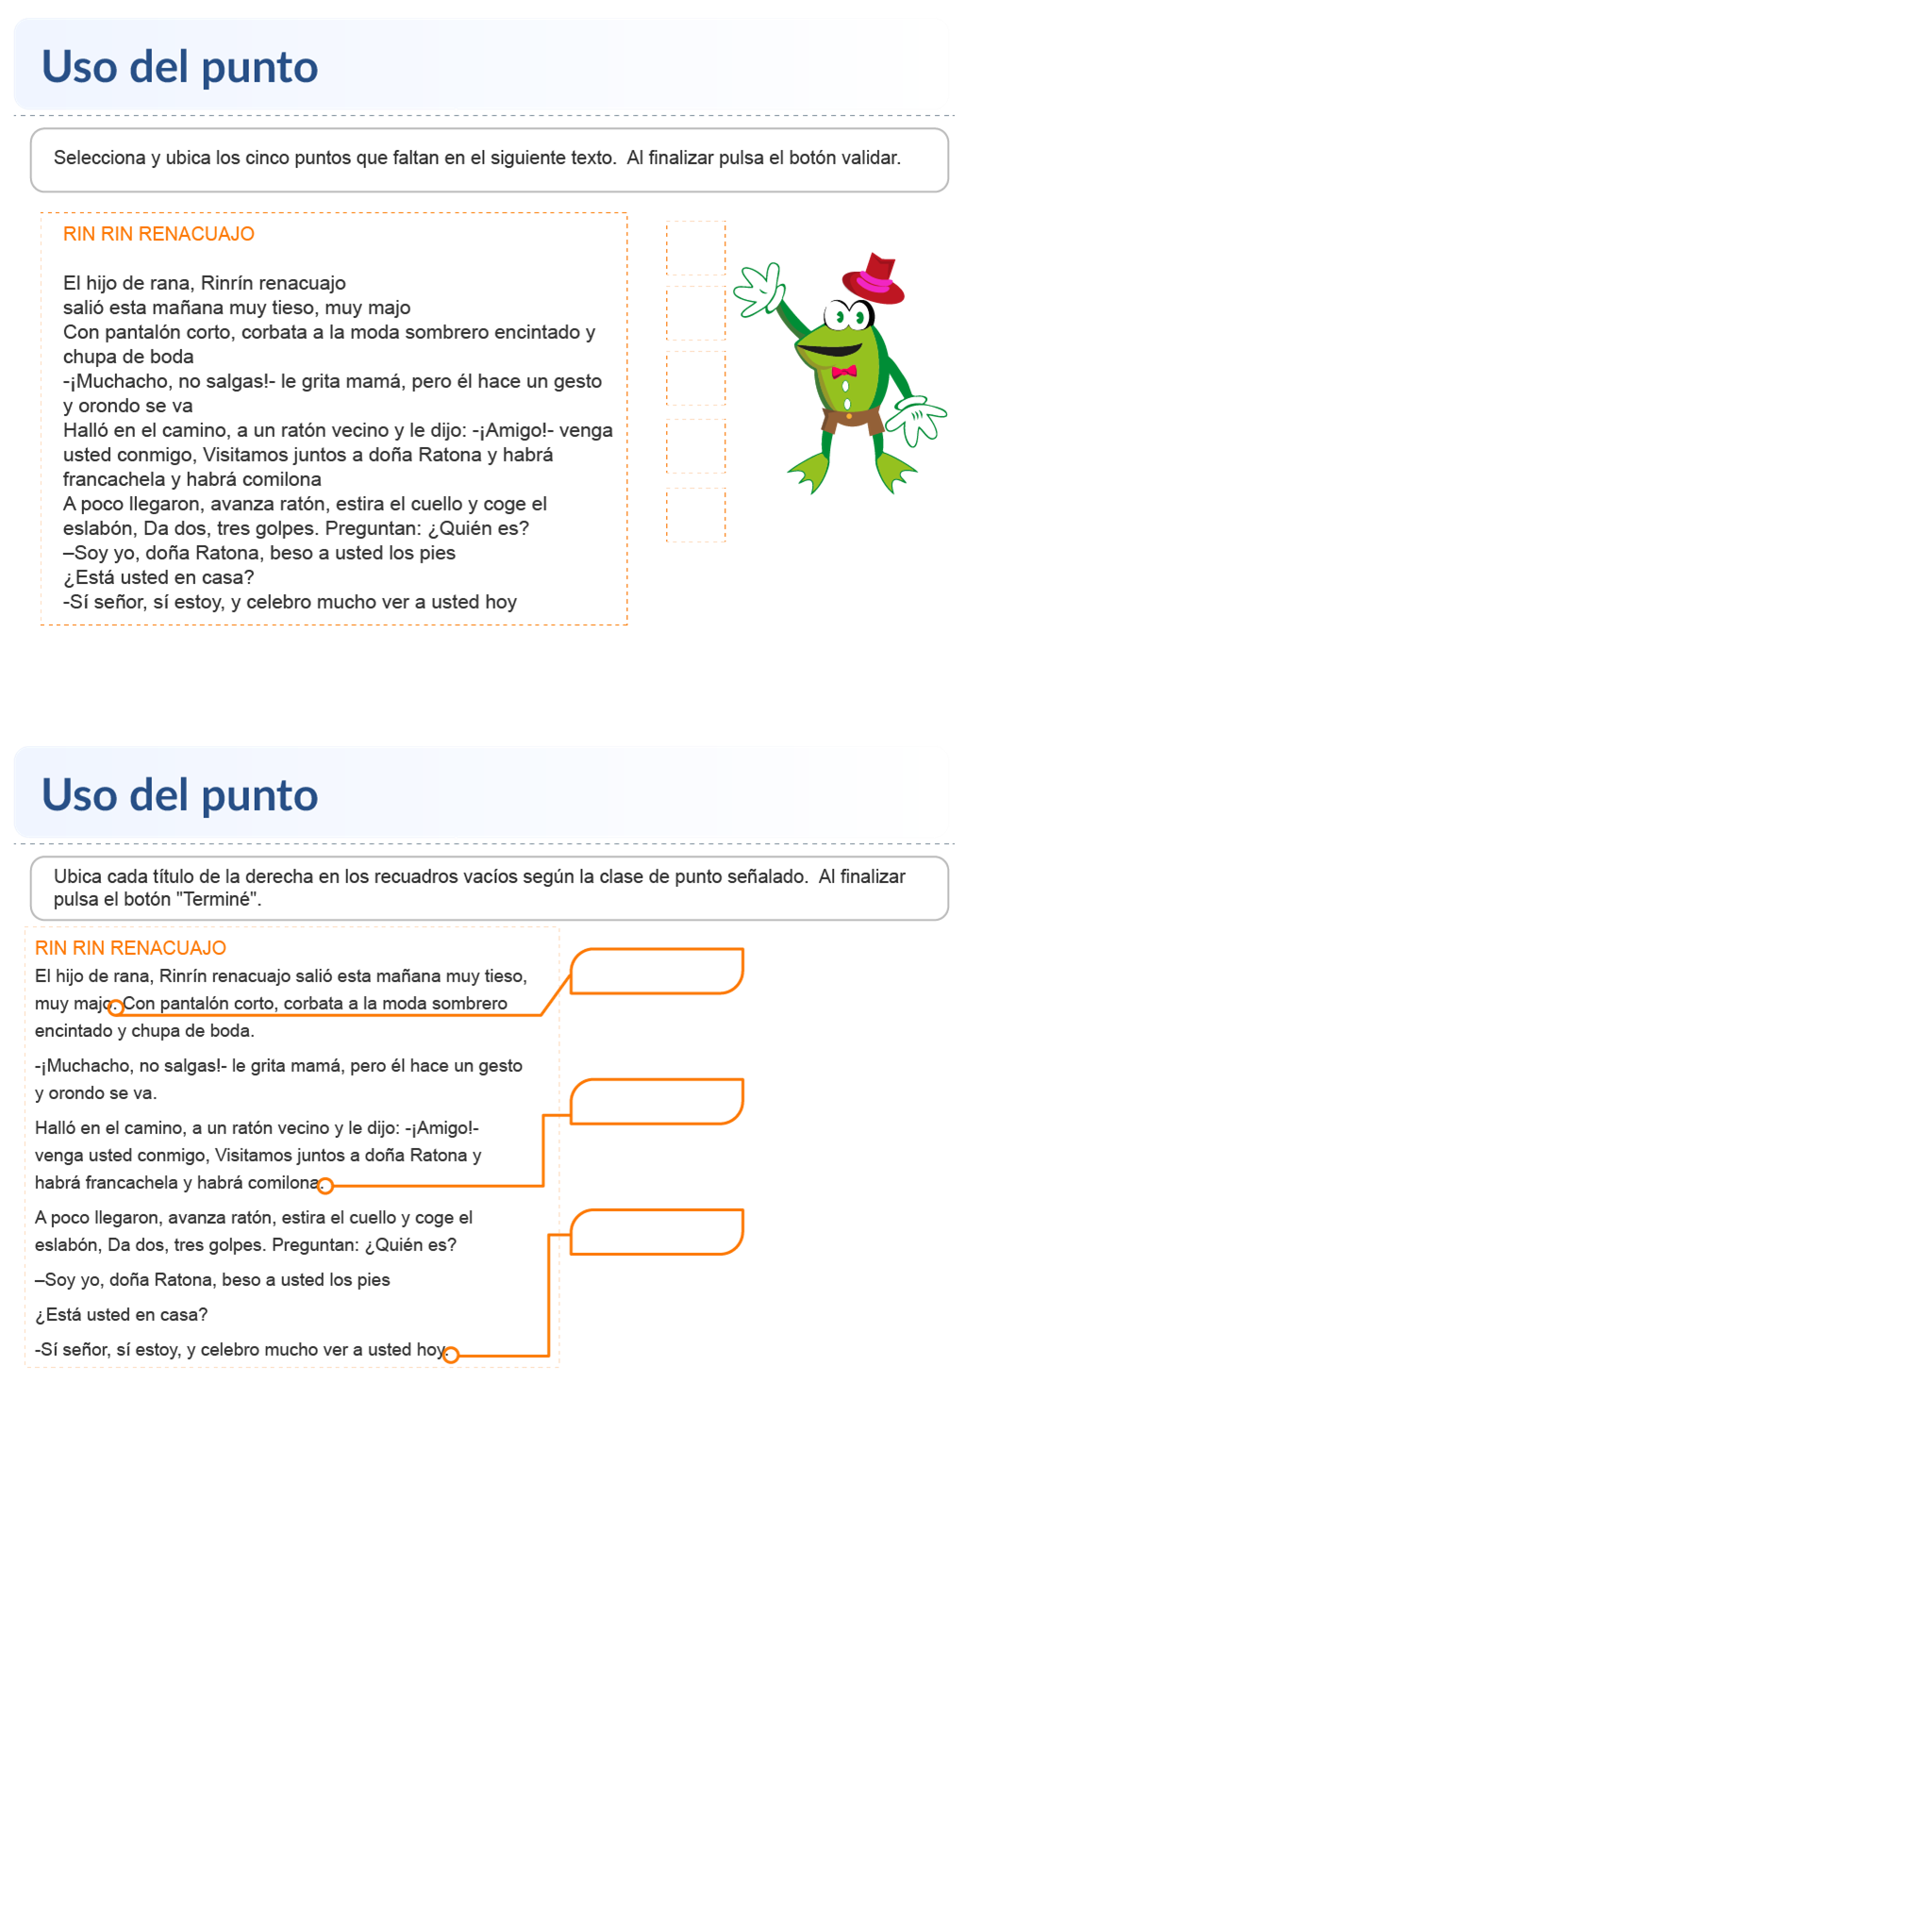 Uso del punto
Selecciona y ubica los cinco puntos que faltan en el siguiente texto.  Al finalizar pulsa el botón validar.
RIN RIN RENACUAJO
El hijo de rana, Rinrín renacuajo
salió esta mañana muy tieso, muy majo
Con pantalón corto, corbata a la moda sombrero encintado y
chupa de boda
-¡Muchacho, no salgas!- le grita mamá, pero él hace un gesto
y orondo se va
Halló en el camino, a un ratón vecino y le dijo: -¡Amigo!- venga
usted conmigo, Visitamos juntos a doña Ratona y habrá
francachela y habrá comilona
A poco llegaron, avanza ratón, estira el cuello y coge el
eslabón, Da dos, tres golpes. Preguntan: ¿Quién es?
–Soy yo, doña Ratona, beso a usted los pies
¿Está usted en casa?
-Sí señor, sí estoy, y celebro mucho ver a usted hoy
Uso del punto
Ubica cada título de la derecha en los recuadros vacíos según la clase de punto señalado.  Al finalizar
pulsa el botón "Terminé".
RIN RIN RENACUAJO
El hijo de rana, Rinrín renacuajo salió esta mañana muy tieso,
muy majo. Con pantalón corto, corbata a la moda sombrero
encintado y chupa de boda.
-¡Muchacho, no salgas!- le grita mamá, pero él hace un gesto
y orondo se va.
Halló en el camino, a un ratón vecino y le dijo: -¡Amigo!-
venga usted conmigo, Visitamos juntos a doña Ratona y
habrá francachela y habrá comilona.
A poco llegaron, avanza ratón, estira el cuello y coge el
eslabón, Da dos, tres golpes. Preguntan: ¿Quién es?
–Soy yo, doña Ratona, beso a usted los pies
¿Está usted en casa?
-Sí señor, sí estoy, y celebro mucho ver a usted hoy.